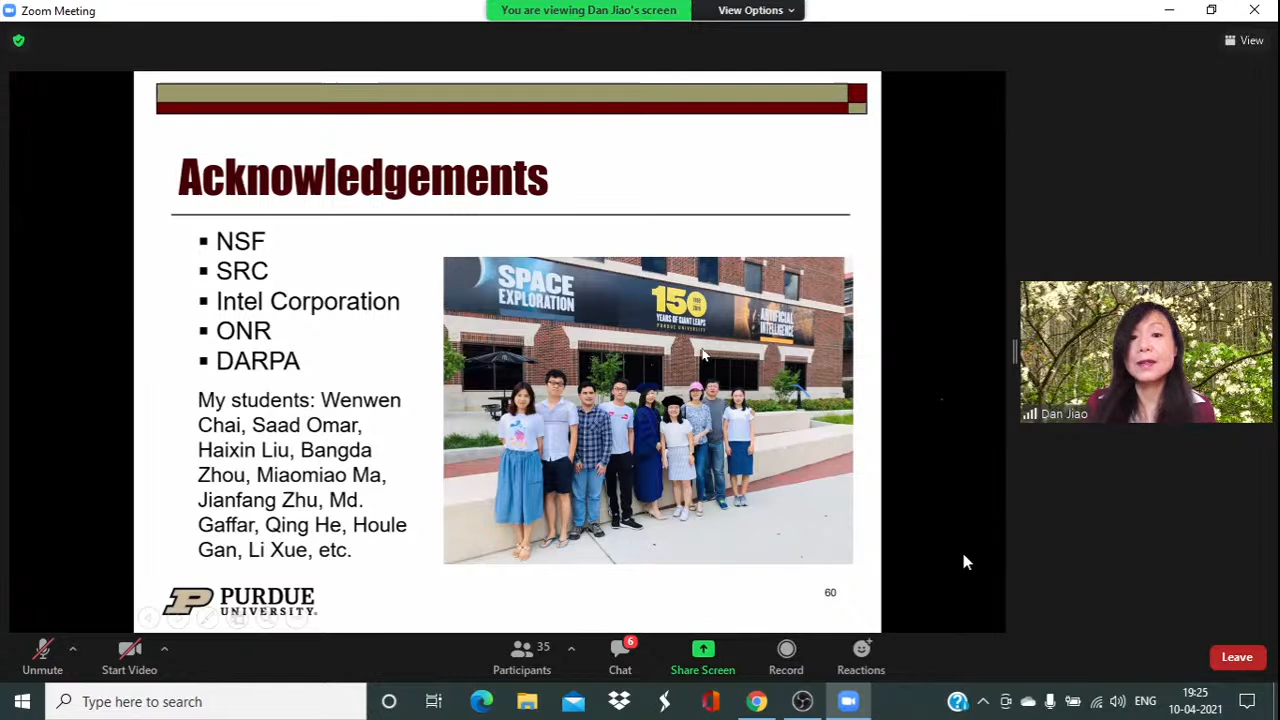 Zoom Meeting
You are viewing Dan Jiao's screen
View Options
View
Acknowledgements
▪ NSF
▪ SRC
▪ Intel Corporation
▪ ONR
▪ DARPA
My students: Wenwen
Chai, Saad Omar,
Haixin Liu, Bangda
Zhou, Miaomiao Ma,
Jianfang Zhu, Md.
Gaffar, Qing He, Houle
Gan, Li Xue, etc.
SPACE
EXPLORATION
150
YEARS OF GIANT LEAPS
PURDUE UNIVERSITY
ARTIFICIAL
INTELLIGENCE
P PURDUE
UNIVERSITY
60
Dan Jiao
Unmute
Start Video
35
Participants
6
Chat
Share Screen
Record
Reactions
Leave
Type here to search
ENG
19:25
10-04-2021